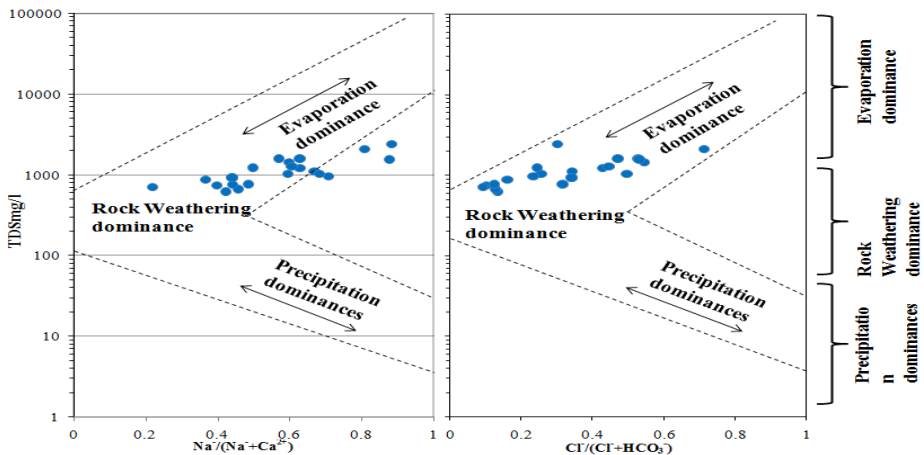 100000
10000
1000
100
10
1
TDSmg/l
0
0.2
0.4
0.6
0.8
1
Na⁻/(Na⁻+Ca²⁺)
Evaporation
dominance
Rock Weathering
dominance
Precipitation
dominances
0
0.2
0.4
0.6
0.8
1
Cl⁻/(Cl⁻+HCO₃⁻)
Evaporation
dominance
Rock Weathering
dominance
Precipitation
dominances
Evaporation
dominance
Rock
Weathering
dominance
Precipitatio
n
dominances